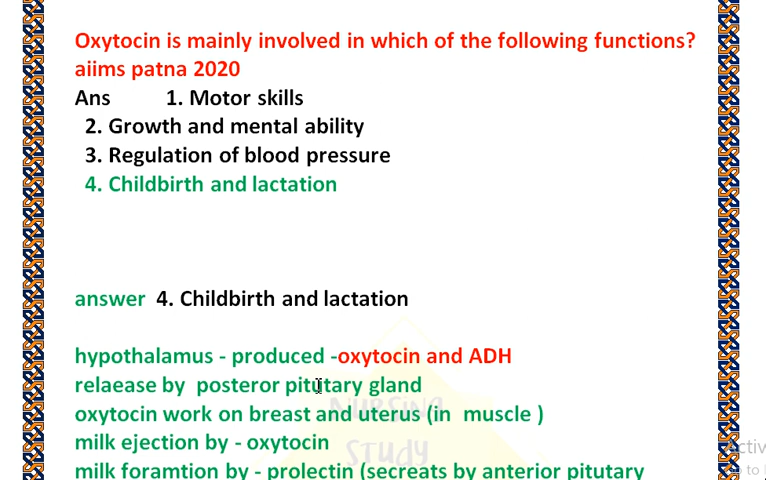 Oxytocin is mainly involved in which of the following functions?
aiims patna 2020
Ans 1. Motor skills
2. Growth and mental ability
3. Regulation of blood pressure
4. Childbirth and lactation
answer 4. Childbirth and lactation
hypothalamus - produced -oxytocin and ADH
relaease by posteror pitutary gland
oxytocin work on breast and uterus (in muscle )
NURSING
STUDY
milk ejection by - oxytocin
milk foramtion by - prolectin (secreats by anterior pitutary